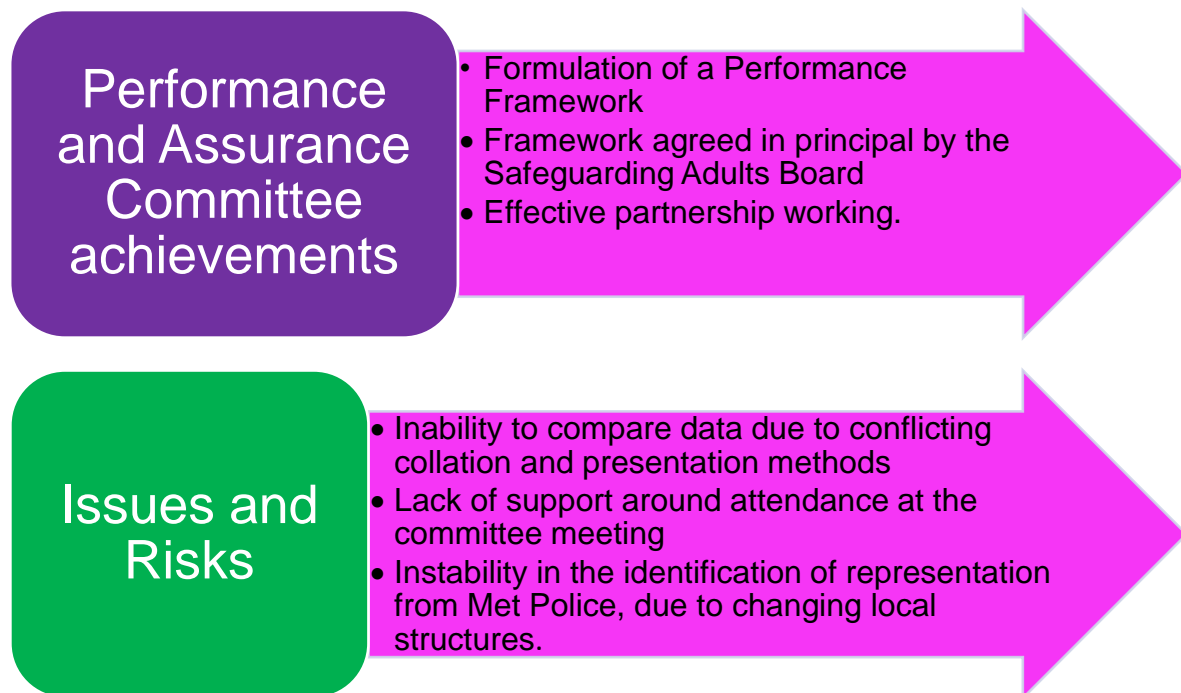 Performance
and Assurance
Committee
achievements
• Formulation of a Performance
Framework
• Framework agreed in principal by the
Safeguarding Adults Board
• Effective partnership working.
Issues and
Risks
• Inability to compare data due to conflicting
collation and presentation methods
• Lack of support around attendance at the
committee meeting
• Instability in the identification of representation
from Met Police, due to changing local
structures.